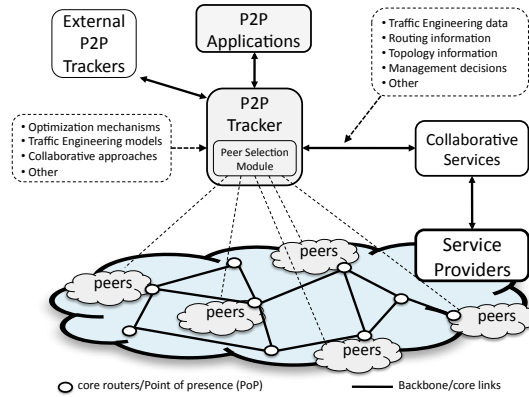 External
P2P
Trackers
P2P
Applications
• Traffic Engineering data
• Routing information
• Topology information
• Management decisions
• Other
P2P
Tracker
Peer Selection
Module
• Optimization mechanisms
• Traffic Engineering models
• Collaborative approaches
• Other
Collaborative
Services
Service
Providers
peers
peers
peers
peers
peers
core routers/Point of presence (PoP)
Backbone/core links